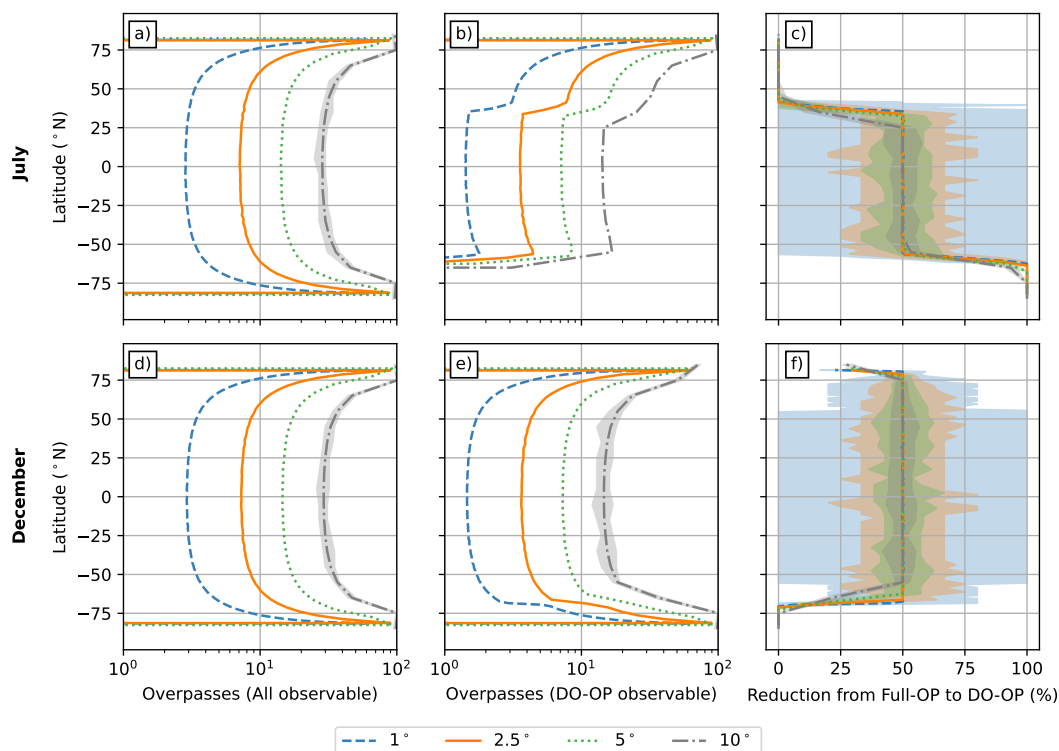 a)
b)
c)
July
Latitude (°N)
75
50
25
0
−25
−50
−75
d)
e)
f)
December
Latitude (°N)
75
50
25
0
−25
−50
−75
10⁰ 10¹ 10² 10⁰ 10¹ 10² 0 25 50 75 100
Overpasses (All observable) Overpasses (DO-OP observable) Reduction from Full-OP to DO-OP (%)
1° 2.5° 5° 10°